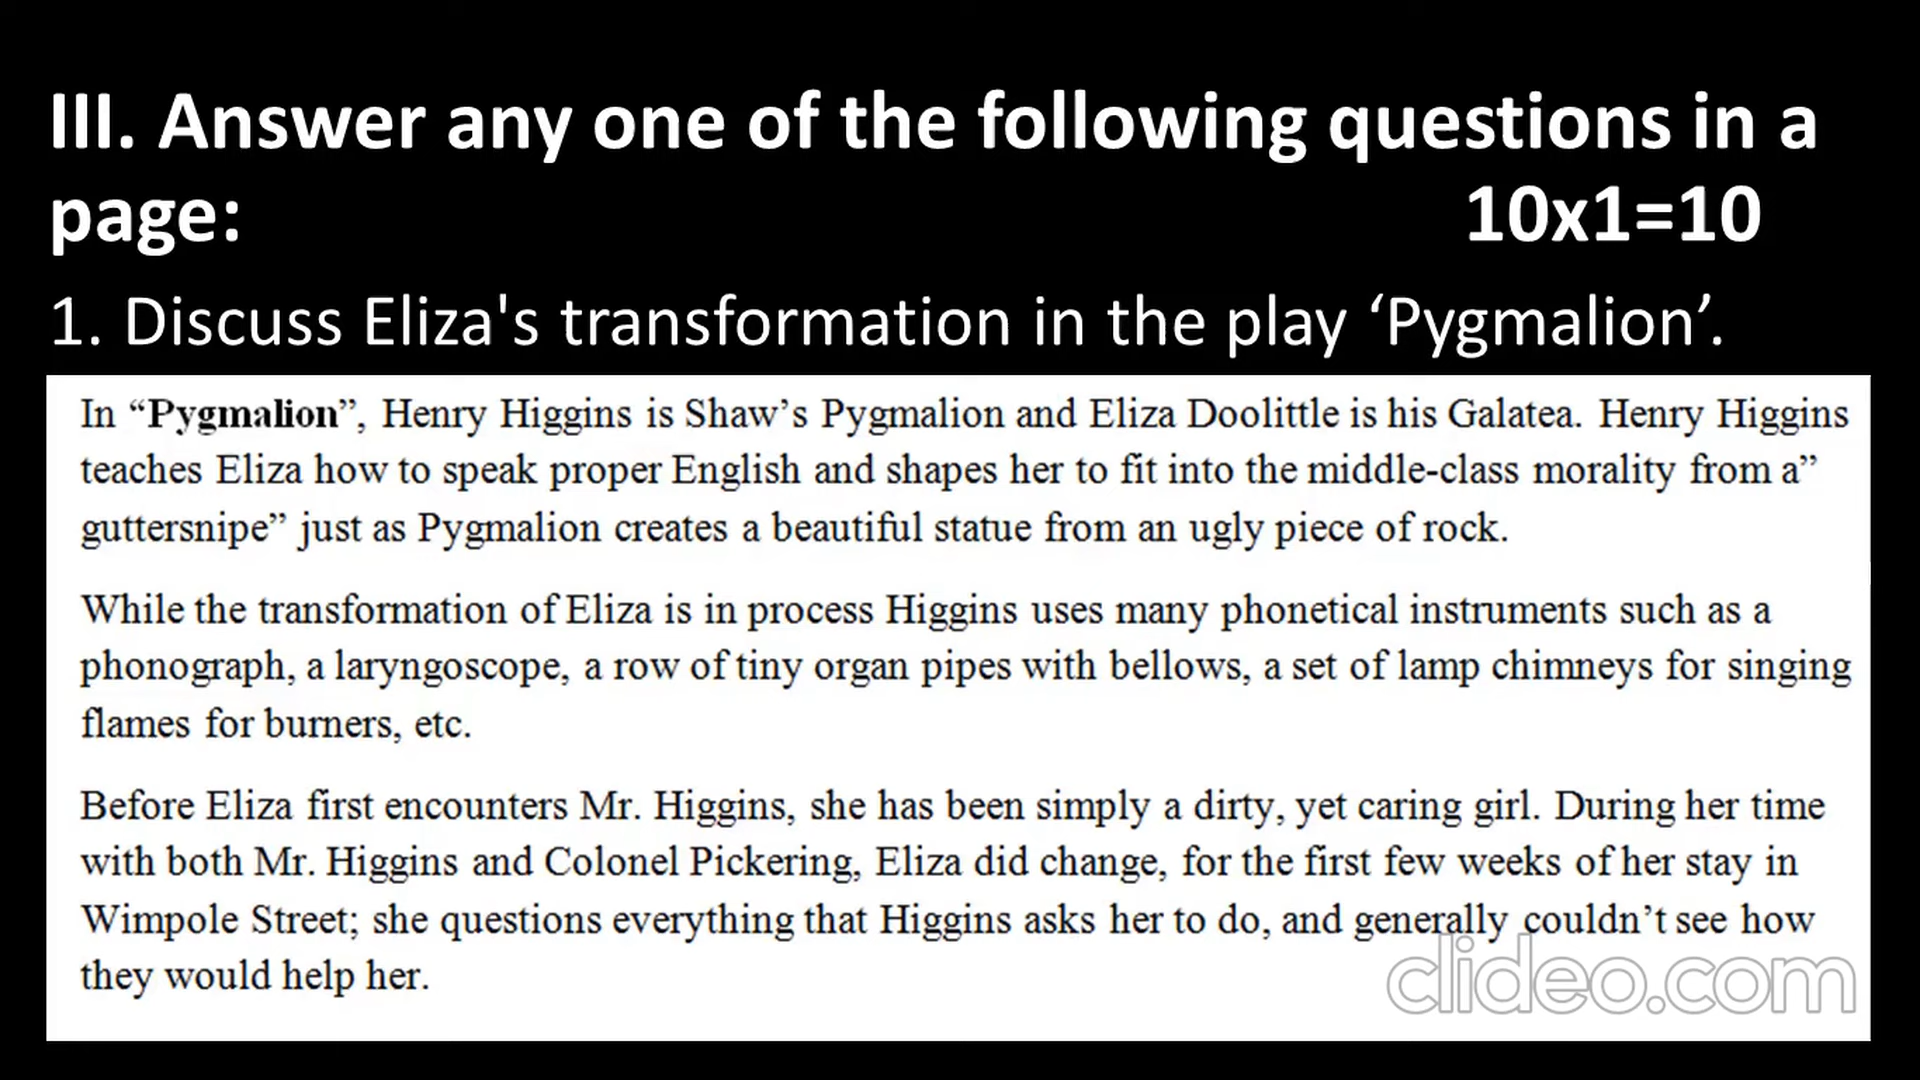 III. Answer any one of the following questions in a
page: 10x1=10
1. Discuss Eliza's transformation in the play ‘Pygmalion’.
In “Pygmalion”, Henry Higgins is Shaw’s Pygmalion and Eliza Doolittle is his Galatea. Henry Higgins
teaches Eliza how to speak proper English and shapes her to fit into the middle-class morality from a”
guttersnipe” just as Pygmalion creates a beautiful statue from an ugly piece of rock.
While the transformation of Eliza is in process Higgins uses many phonetical instruments such as a
phonograph, a laryngoscope, a row of tiny organ pipes with bellows, a set of lamp chimneys for singing
flames for burners, etc.
Before Eliza first encounters Mr. Higgins, she has been simply a dirty, yet caring girl. During her time
with both Mr. Higgins and Colonel Pickering, Eliza did change, for the first few weeks of her stay in
Wimpole Street; she questions everything that Higgins asks her to do, and generally couldn’t see how
they would help her.
clideo.com